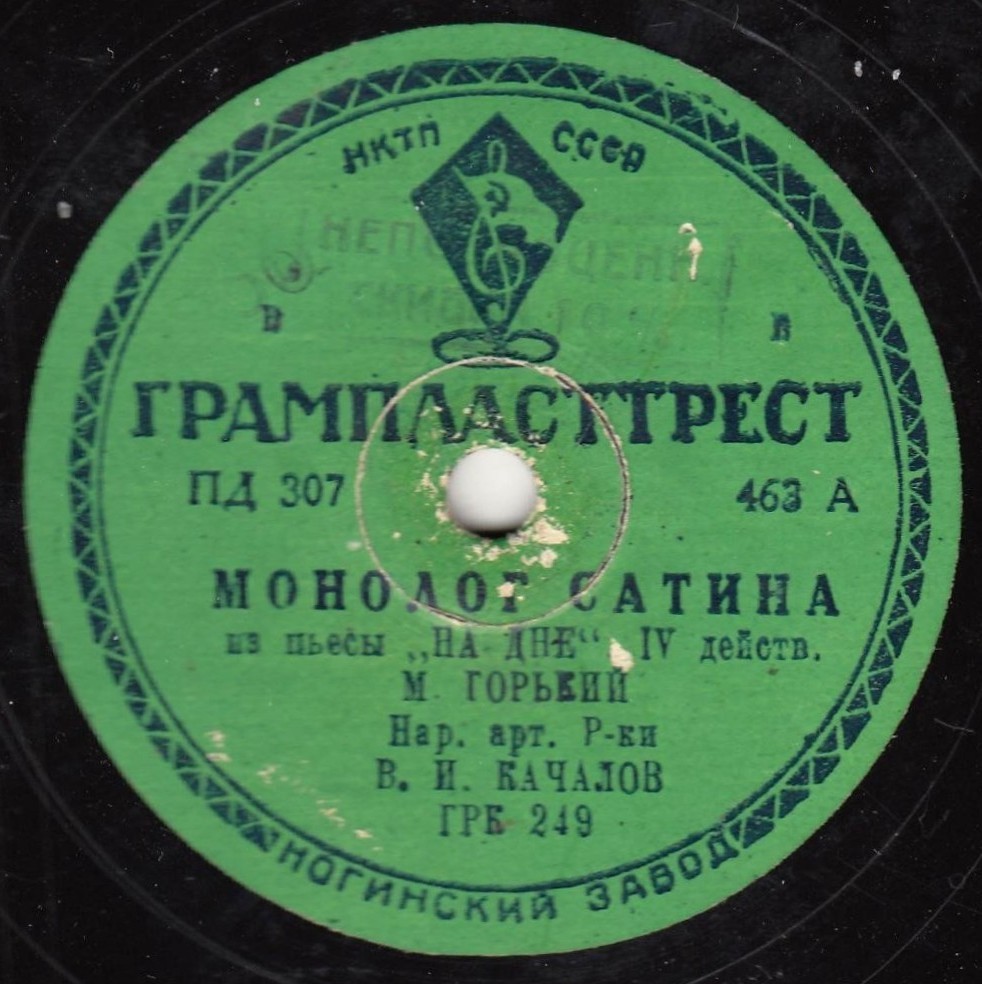 НКТП СССР
В В
ГРАМПЛАСТТРЕСТ
ПД 307 463 А
МОНОЛОГ САТИНА
из пьесы „НА ДНЕ“ IV действ.
М. ГОРЬКИЙ
Нар. арт. Р-ки
В. И. КАЧАЛОВ
ГРК 249
НОГИНСКИЙ ЗАВОД